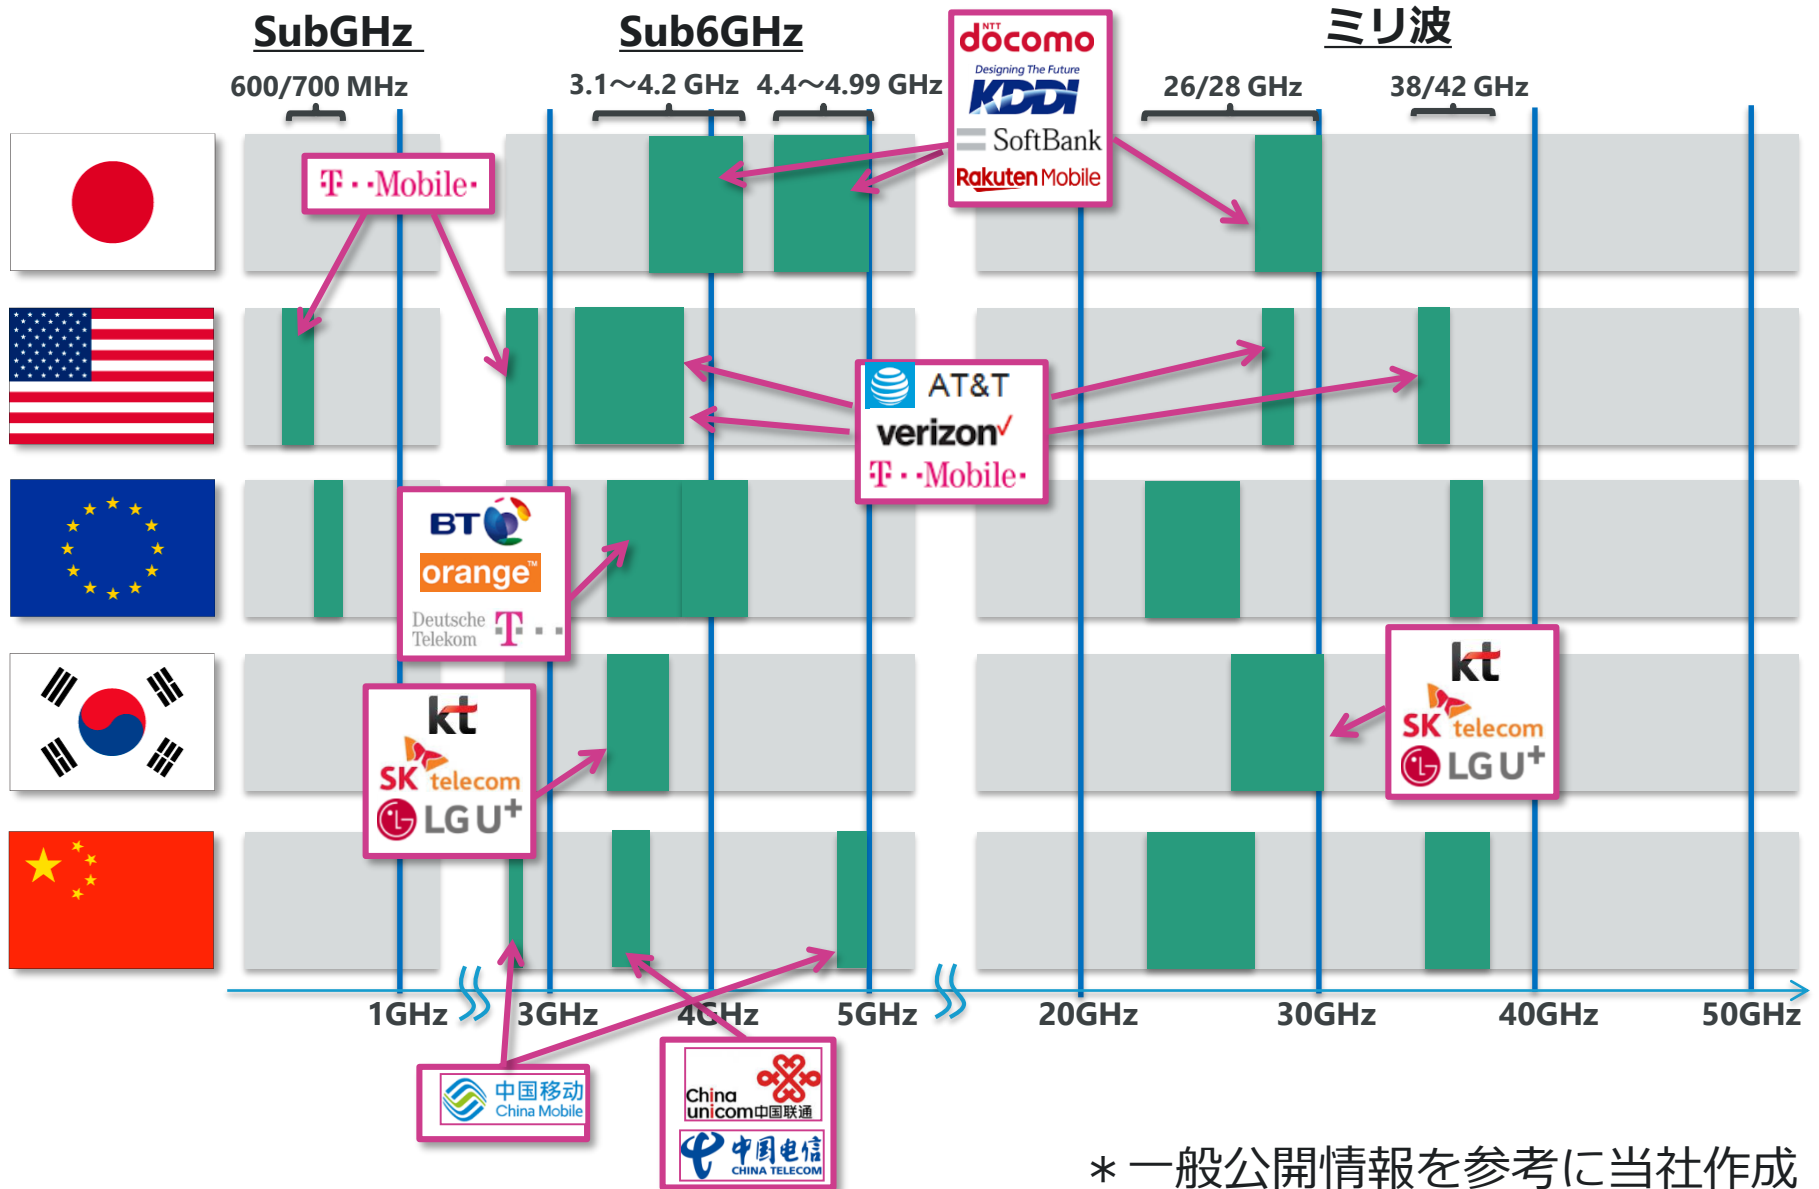 SubGHz
Sub6GHz
ミリ波
600/700 MHz
3.1～4.2 GHz
4.4～4.99 GHz
26/28 GHz
38/42 GHz
NTT
döcomo
Designing The Future
KDDI
SoftBank
Rakuten Mobile
T··Mobile·
AT&T
verizon✓
T··Mobile·
BT
orange™
Deutsche
Telekom
T··
kt
SK telecom
LG U+
kt
SK telecom
LG U+
1GHz
3GHz
4GHz
5GHz
20GHz
30GHz
40GHz
50GHz
中国移动
China Mobile
China
unicom中国联通
中国电信
CHINA TELECOM
＊一般公開情報を参考に当社作成